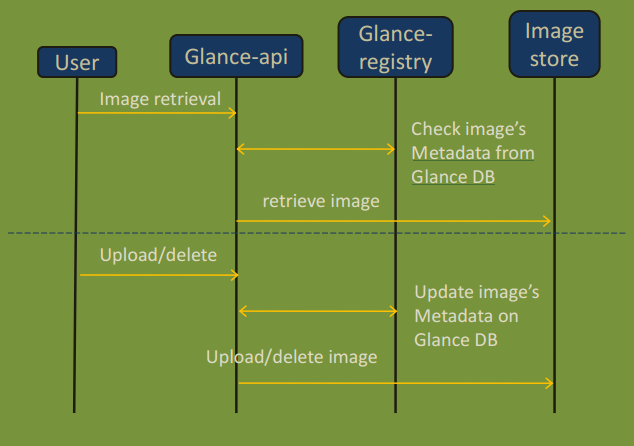 User
Glance-api
Glance-
registry
Image
store
Image retrieval
Check image's
Metadata from
Glance DB
retrieve image
Upload/delete
Update image's
Metadata on
Glance DB
Upload/delete image